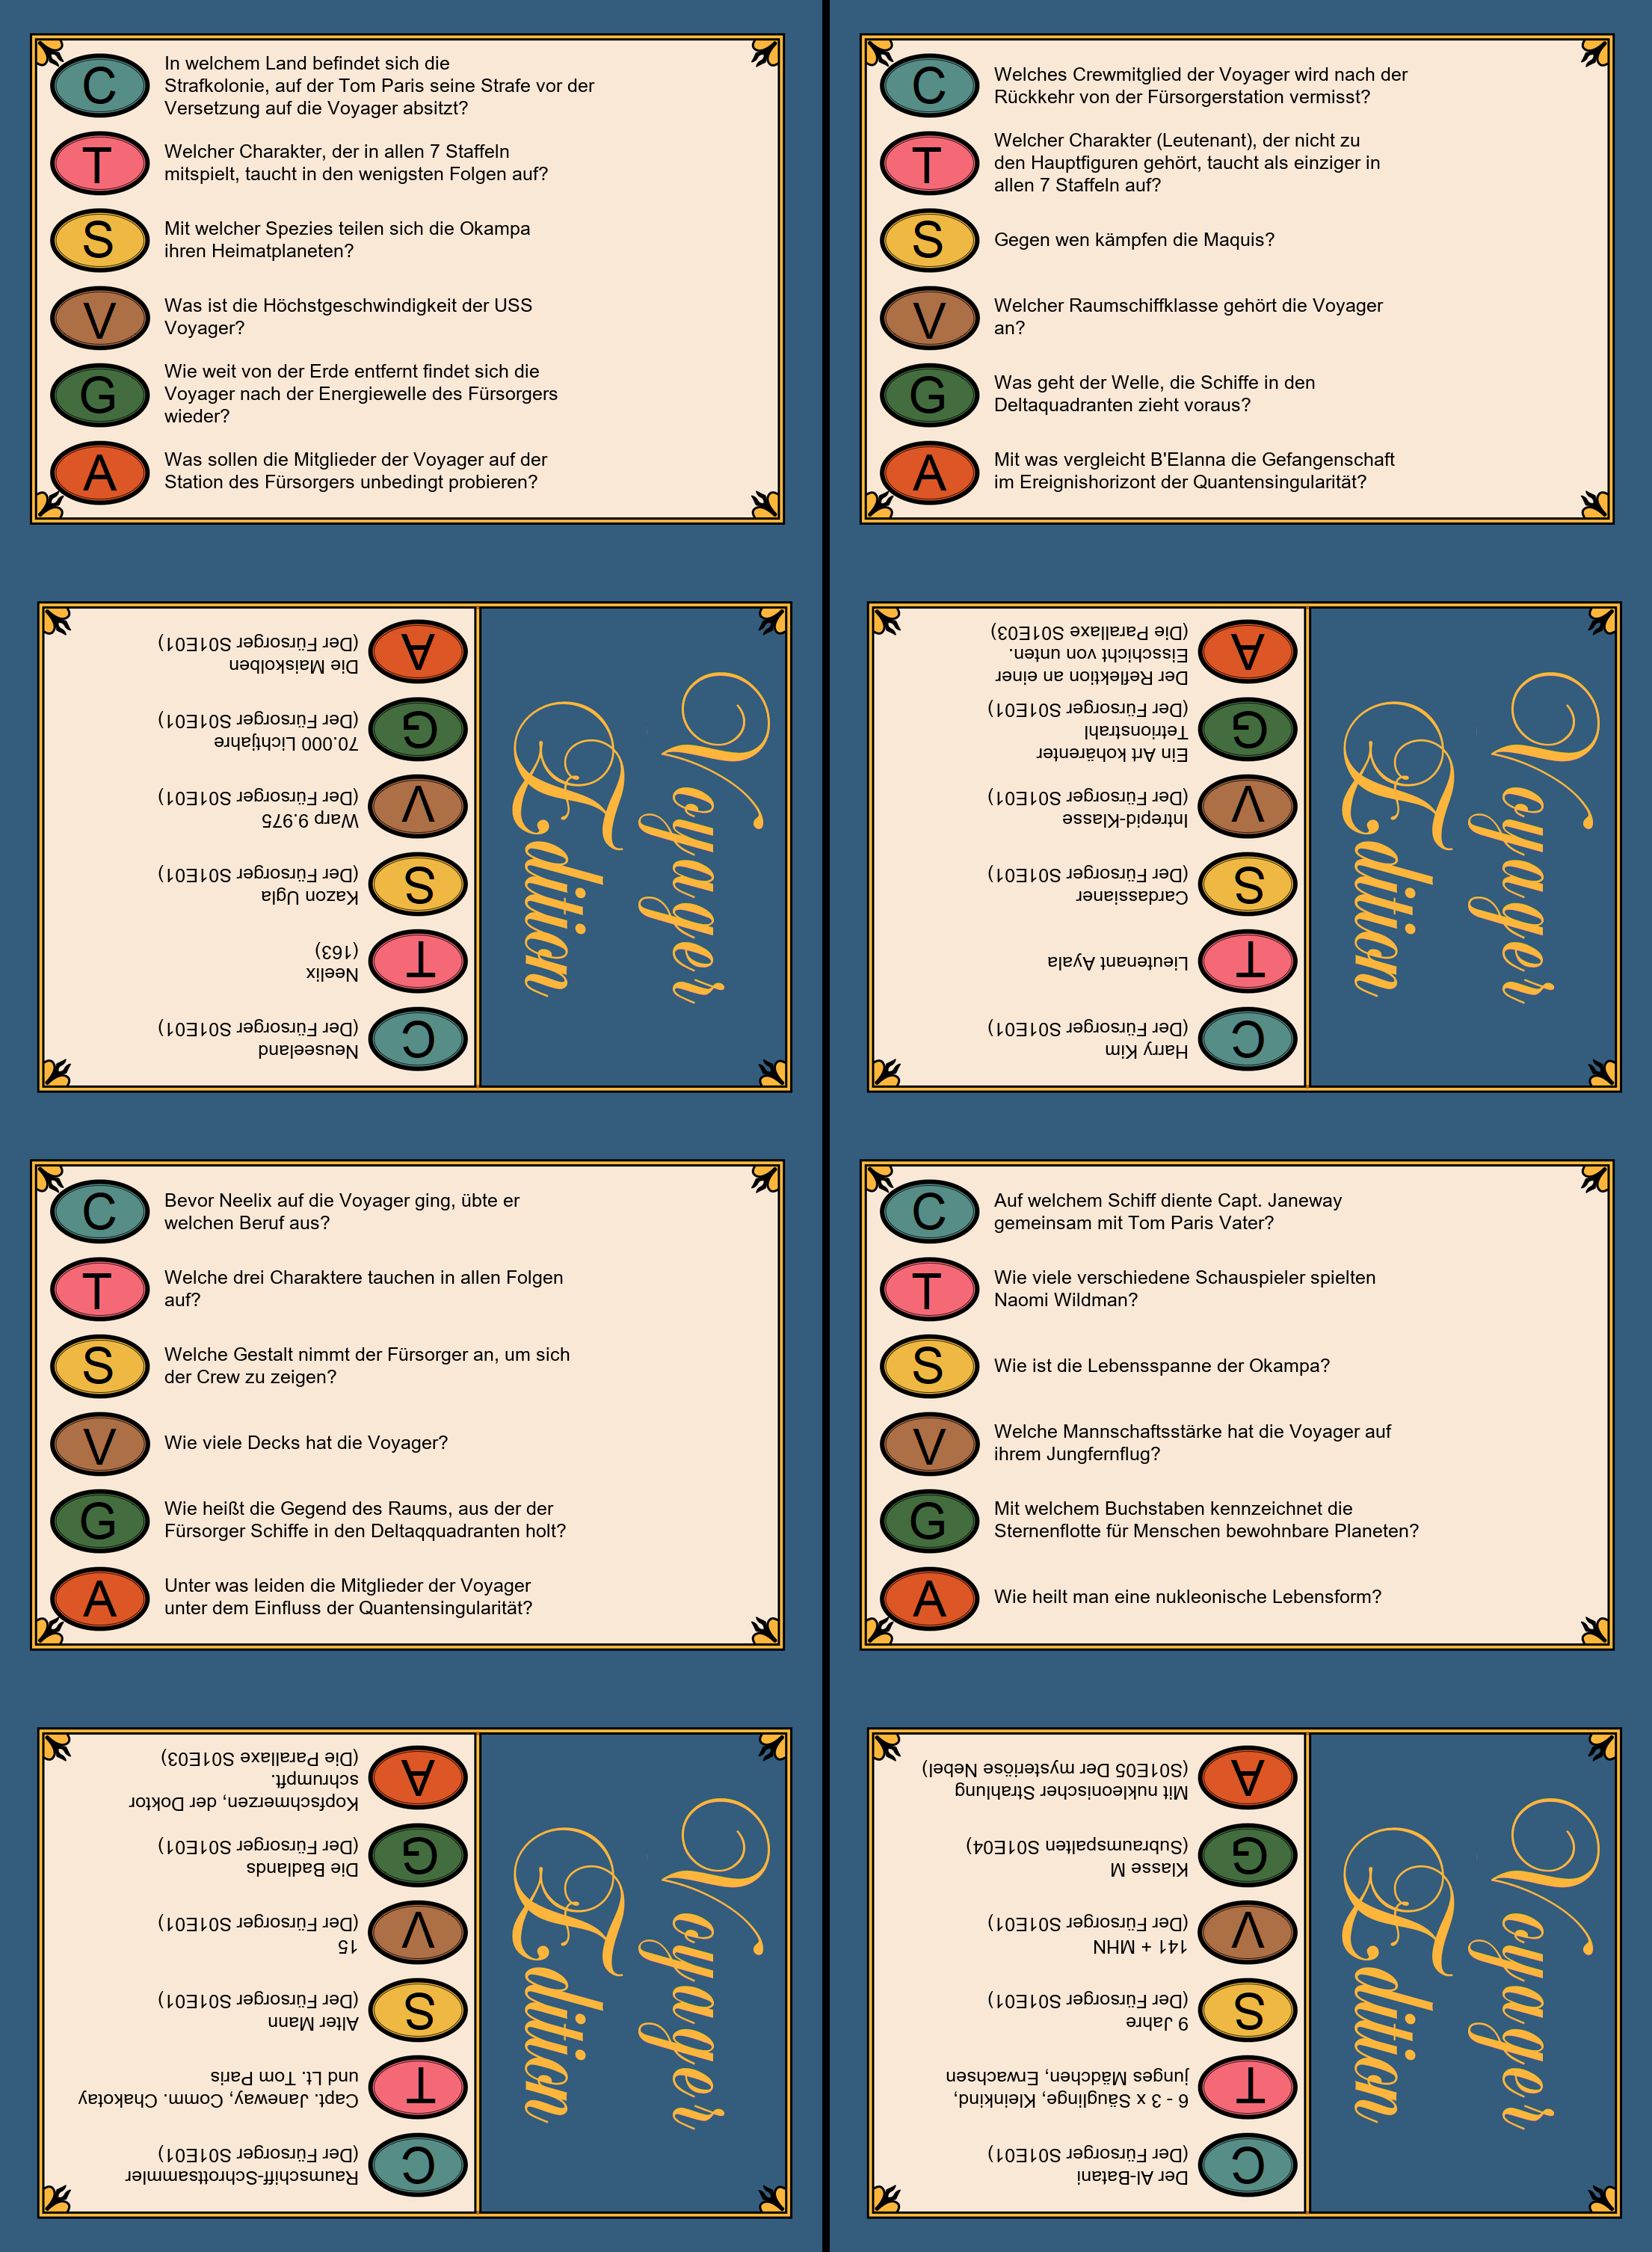 C
In welchem Land befindet sich die
Strafkolonie, auf der Tom Paris seine Strafe vor der
Versetzung auf die Voyager absitzt?
T
Welcher Charakter, der in allen 7 Staffeln
mitspielt, taucht in den wenigsten Folgen auf?
S
Mit welcher Spezies teilen sich die Okampa
ihren Heimatplaneten?
V
Was ist die Höchstgeschwindigkeit der USS
Voyager?
G
Wie weit von der Erde entfernt findet sich die
Voyager nach der Energiewelle des Fürsorgers
wieder?
A
Was sollen die Mitglieder der Voyager auf der
Station des Fürsorgers unbedingt probieren?
C
Welches Crewmitglied der Voyager wird nach der
Rückkehr von der Fürsorgerstation vermisst?
T
Welcher Charakter (Leutenant), der nicht zu
den Hauptfiguren gehört, taucht als einziger in
allen 7 Staffeln auf?
S
Gegen wen kämpfen die Maquis?
V
Welcher Raumschiffklasse gehört die Voyager
an?
G
Was geht der Welle, die Schiffe in den
Deltaquadranten zieht voraus?
A
Mit was vergleicht B'Elanna die Gefangenschaft
im Ereignishorizont der Quantensingularität?
Voyager
Edition
C
Neuseeland
(Der Fürsorger S01E01)
T
Neelix
(163)
S
Kazon Ugla
(Der Fürsorger S01E01)
V
Warp 9.975
(Der Fürsorger S01E01)
G
70.000 Lichtjahre
(Der Fürsorger S01E01)
A
Die Maiskolben
(Der Fürsorger S01E01)
Voyager
Edition
C
Harry Kim
(Der Fürsorger S01E01)
T
Lieutenant Ayala
S
Cardassianer
(Der Fürsorger S01E01)
V
Intrepid-Klasse
(Der Fürsorger S01E01)
G
Ein Art kohärenter
Tetrionstrahl
(Der Fürsorger S01E01)
A
Der Reflektion an einer
Eisschicht von unten.
(Die Parallaxe S01E03)
C
Bevor Neelix auf die Voyager ging, übte er
welchen Beruf aus?
T
Welche drei Charaktere tauchen in allen Folgen
auf?
S
Welche Gestalt nimmt der Fürsorger an, um sich
der Crew zu zeigen?
V
Wie viele Decks hat die Voyager?
G
Wie heißt die Gegend des Raums, aus der der
Fürsorger Schiffe in den Deltaqquadranten holt?
A
Unter was leiden die Mitglieder der Voyager
unter dem Einfluss der Quantensingularität?
C
Auf welchem Schiff diente Capt. Janeway
gemeinsam mit Tom Paris Vater?
T
Wie viele verschiedene Schauspieler spielten
Naomi Wildman?
S
Wie ist die Lebensspanne der Okampa?
V
Welche Mannschaftsstärke hat die Voyager auf
ihrem Jungfernflug?
G
Mit welchem Buchstaben kennzeichnet die
Sternenflotte für Menschen bewohnbare Planeten?
A
Wie heilt man eine nukleonische Lebensform?
Voyager
Edition
C
Raumschiff-Schrottsammler
(Der Fürsorger S01E01)
T
Capt. Janeway, Comm. Chakotay
und Lt. Tom Paris
S
Alter Mann
(Der Fürsorger S01E01)
V
15
(Der Fürsorger S01E01)
G
Die Badlands
(Der Fürsorger S01E01)
A
Kopfschmerzen, der Doktor
schrumpft.
(Die Parallaxe S01E03)
Voyager
Edition
C
Der Al-Batani
(Der Fürsorger S01E01)
T
6 - 3 x Säuglinge, Kleinkind,
junges Mädchen, Erwachsen
S
9 Jahre
(Der Fürsorger S01E01)
V
141 + MHN
(Der Fürsorger S01E01)
G
Klasse M
(Subraumspalten S01E04)
A
Mit nukleonischer Strahlung
(S01E05 Der mysteriöse Nebel)